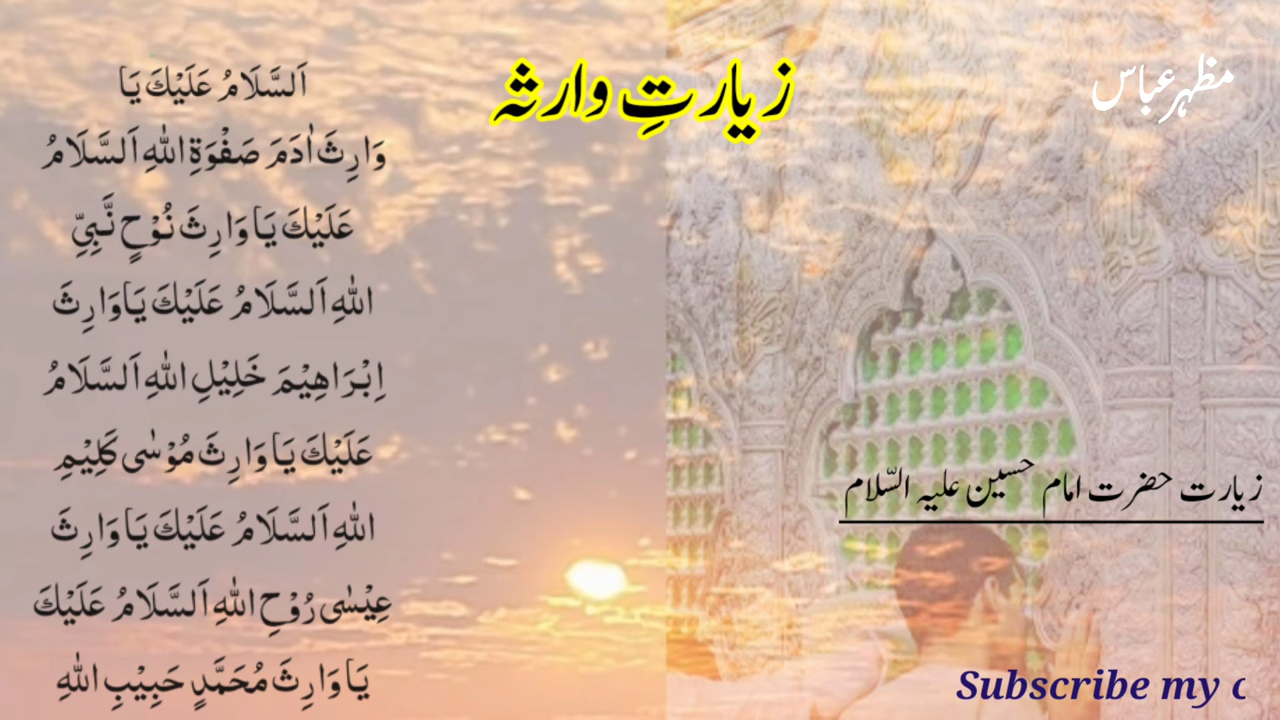 زیارتِ وارثہ
مظہر عباس
اَلسَّلَامُ عَلَيْكَ يَا
وَارِثَ اٰدَمَ صَفْوَةِ اللهِ اَلسَّلَامُ
عَلَيْكَ يَا وَارِثَ نُوْحٍ نَّبِيِّ
اللهِ اَلسَّلَامُ عَلَيْكَ يَا وَارِثَ
اِبْرَاهِيْمَ خَلِيْلِ اللهِ اَلسَّلَامُ
عَلَيْكَ يَا وَارِثَ مُوْسٰى كَلِيْمِ
اللهِ اَلسَّلَامُ عَلَيْكَ يَا وَارِثَ
عِيْسٰى رُوْحِ اللهِ اَلسَّلَامُ عَلَيْكَ
يَا وَارِثَ مُحَمَّدٍ حَبِيْبِ اللهِ
زیارت حضرت امام حسین علیہ السّلام
Subscribe my c